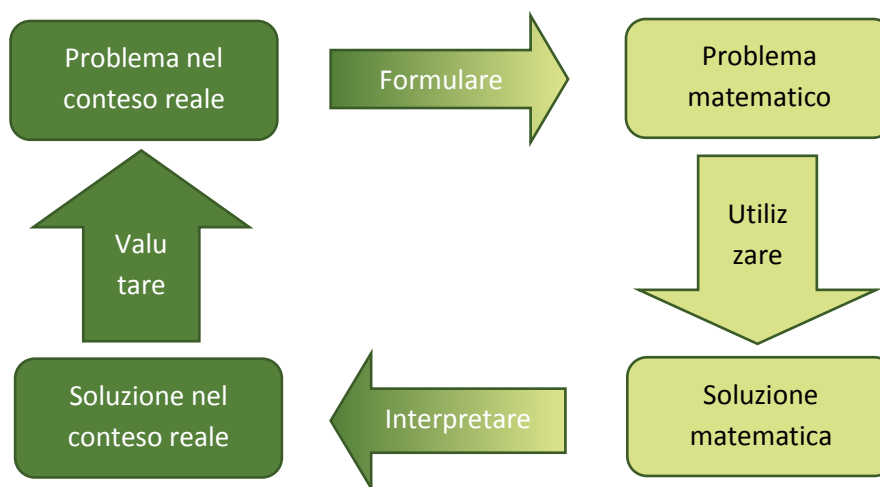 Problema nel
conteso reale
Formulare
Problema
matematico
Valu
tare
Utiliz
zare
Soluzione nel
conteso reale
Interpretare
Soluzione
matematica